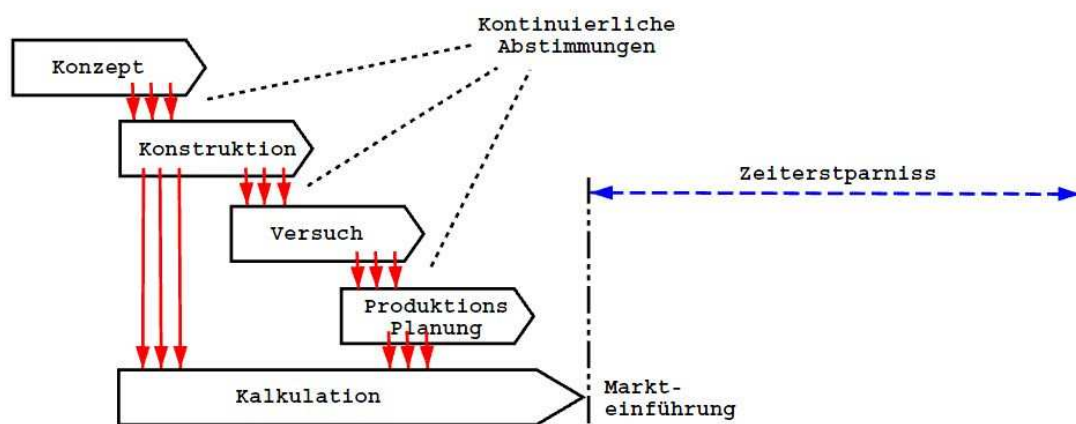 Kontinuierliche
Abstimmungen
Konzept
Konstruktion
Zeiterstparniss
Versuch
Produktions
Planung
Kalkulation
Markt-
einführung